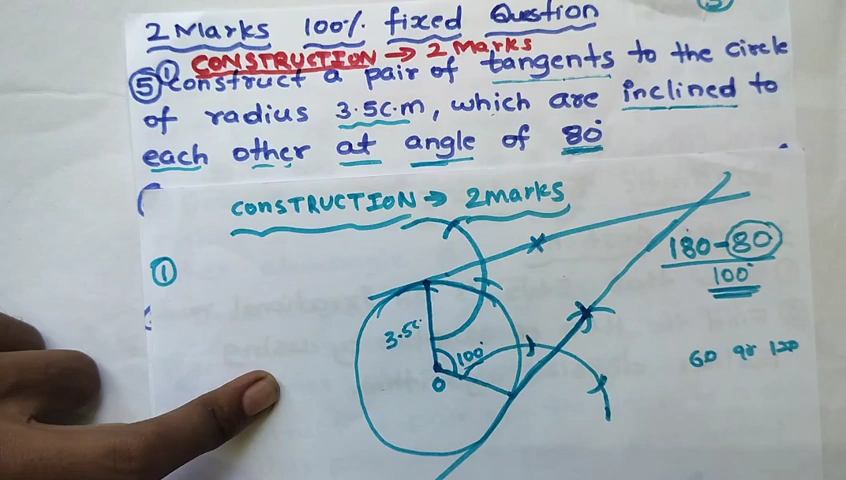 2 Marks 100% fixed Question
CONSTRUCTION → 2 Marks
⑤ ① Construct a pair of tangents to the circle
of radius 3.5c.m, which are inclined to
each other at angle of 80°
CONSTRUCTION → 2marks
①
180-80
100°
3.5c.
100°
O
60 90 120